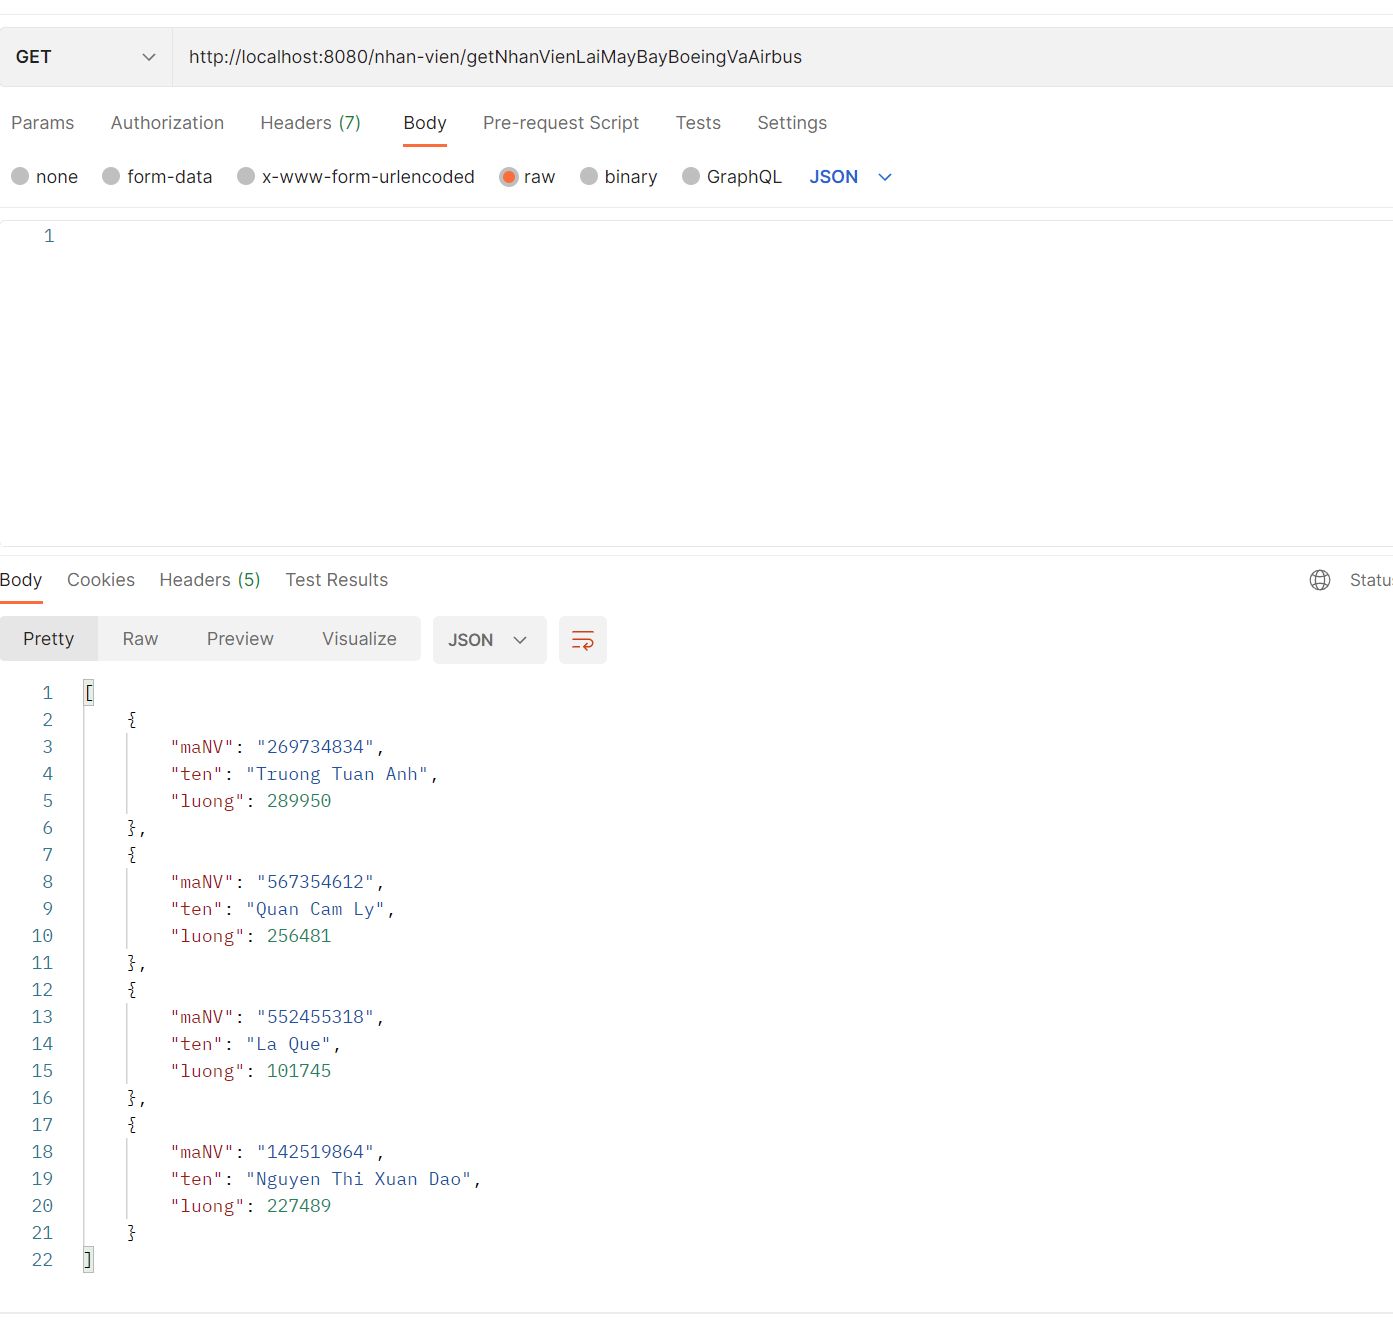 GET http://localhost:8080/nhan-vien/getNhanVienLaiMayBayBoeingVaAirbus
Params Authorization Headers (7) Body Pre-request Script Tests Settings
none form-data x-www-form-urlencoded raw binary GraphQL JSON
1
Body Cookies Headers (5) Test Results Statu
Pretty Raw Preview Visualize JSON
1 [
2 {
3 "maNV": "269734834",
4 "ten": "Truong Tuan Anh",
5 "luong": 289950
6 },
7 {
8 "maNV": "567354612",
9 "ten": "Quan Cam Ly",
10 "luong": 256481
11 },
12 {
13 "maNV": "552455318",
14 "ten": "La Que",
15 "luong": 101745
16 },
17 {
18 "maNV": "142519864",
19 "ten": "Nguyen Thi Xuan Dao",
20 "luong": 227489
21 }
22 ]